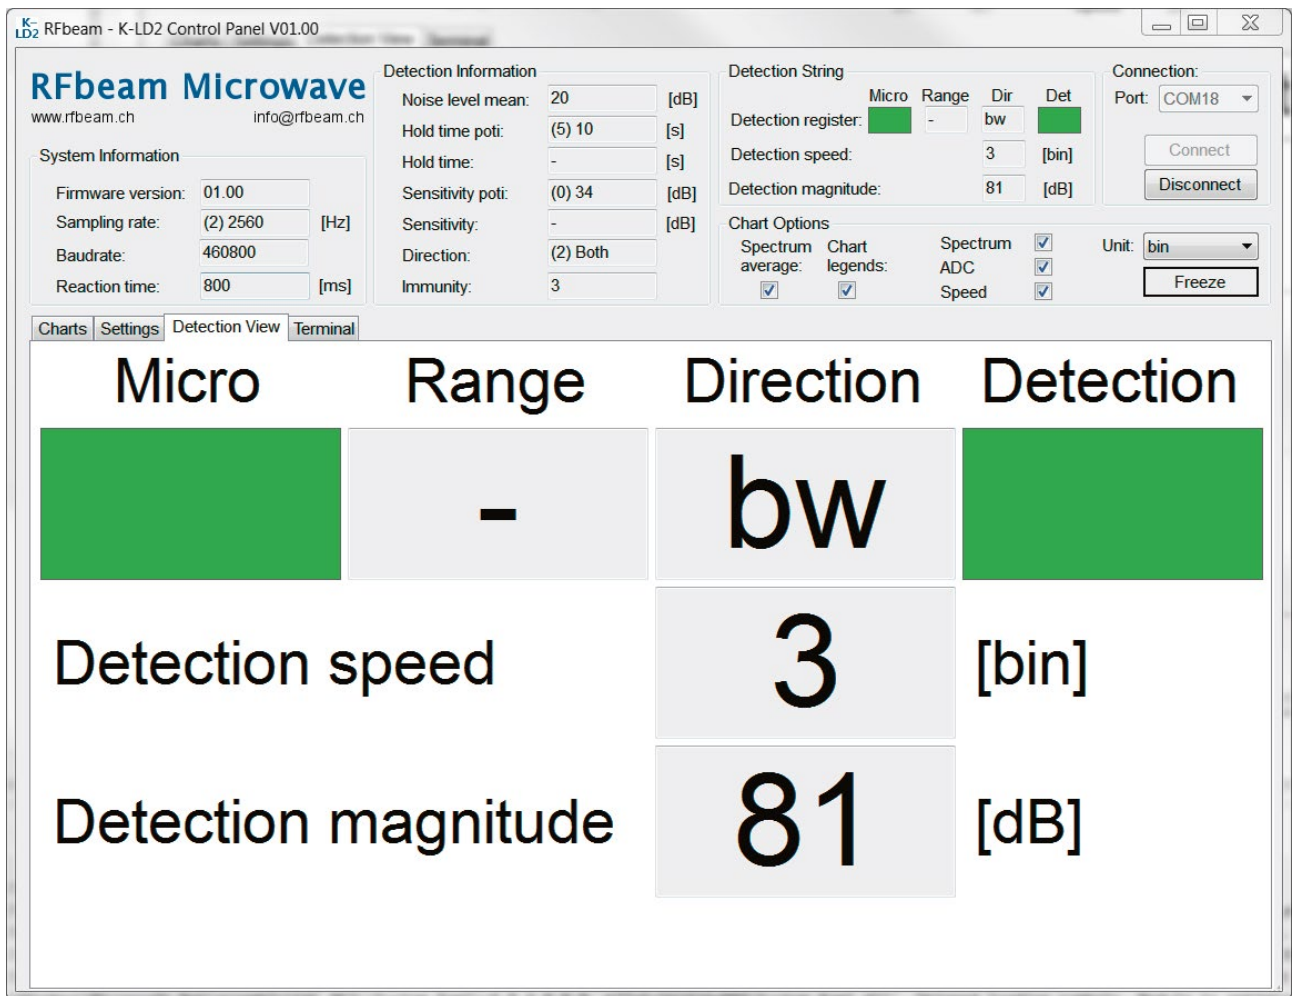 K-LD2 RFbeam - K-LD2 Control Panel V01.00
RFbeam Microwave
www.rfbeam.ch info@rfbeam.ch
System Information
Firmware version: 01.00
Sampling rate: (2) 2560 [Hz]
Baudrate: 460800
Reaction time: 800 [ms]
Detection Information
Noise level mean: 20 [dB]
Hold time poti: (5) 10 [s]
Hold time: - [s]
Sensitivity poti: (0) 34 [dB]
Sensitivity: - [dB]
Direction: (2) Both
Immunity: 3
Detection String
Micro Range Dir Det
Detection register: - bw
Detection speed: 3 [bin]
Detection magnitude: 81 [dB]
Chart Options
Spectrum average: Chart legends:
Spectrum
ADC
Speed
Unit: bin
Freeze
Connection:
Port: COM18
Connect
Disconnect
Charts Settings Detection View Terminal
Micro Range Direction Detection
- bw
Detection speed 3 [bin]
Detection magnitude 81 [dB]